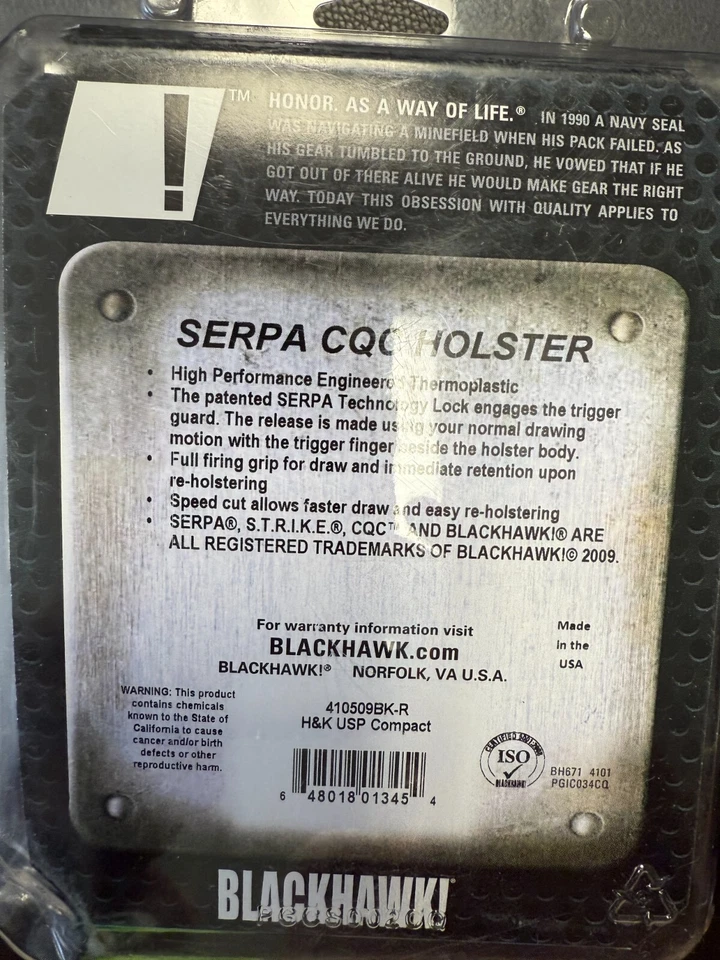 ! TM
HONOR. AS A WAY OF LIFE.® IN 1990 A NAVY SEAL
WAS NAVIGATING A MINEFIELD WHEN HIS PACK FAILED. AS
HIS GEAR TUMBLED TO THE GROUND, HE VOWED THAT IF HE
GOT OUT OF THERE ALIVE HE WOULD MAKE GEAR THE RIGHT
WAY. TODAY THIS OBSESSION WITH QUALITY APPLIES TO
EVERYTHING WE DO.
SERPA CQC HOLSTER
• High Performance Engineered Thermoplastic
• The patented SERPA Technology Lock engages the trigger
guard. The release is made using your normal drawing
motion with the trigger finger beside the holster body.
• Full firing grip for draw and immediate retention upon
re-holstering
• Speed cut allows faster draw and easy re-holstering
• SERPA®, S.T.R.I.K.E.®, CQC™ AND BLACKHAWK!® ARE
ALL REGISTERED TRADEMARKS OF BLACKHAWK!© 2009.
For warranty information visit
BLACKHAWK.com
BLACKHAWK!® NORFOLK, VA U.S.A.
Made
in the
USA
WARNING: This product
contains chemicals
known to the State of
California to cause
cancer and/or birth
defects or other
reproductive harm.
410509BK-R
H&K USP Compact
6 48018 01345 4
ISO
BLACKHAWK!
BH671 4101
PGIC034CQ
BLACKHAWK!®